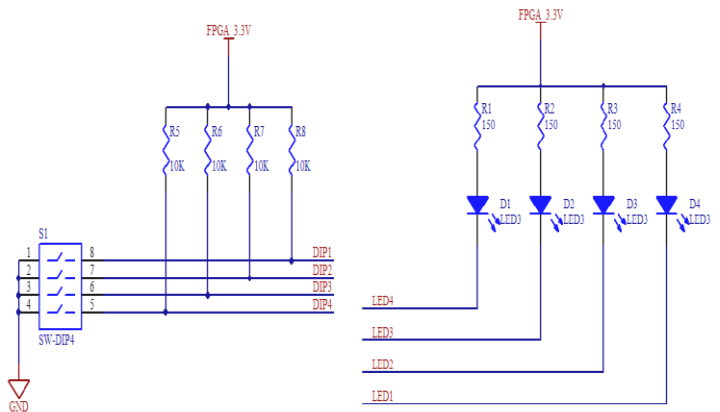 FPGA_3.3V
R5
10K
R6
10K
R7
10K
R8
10K
S1
1 8
2 7
3 6
4 5
SW-DIP4
DIP1
DIP2
DIP3
DIP4
GND
FPGA_3.3V
R1
150
R2
150
R3
150
R4
150
D1
LED3
D2
LED3
D3
LED3
D4
LED3
LED4
LED3
LED2
LED1